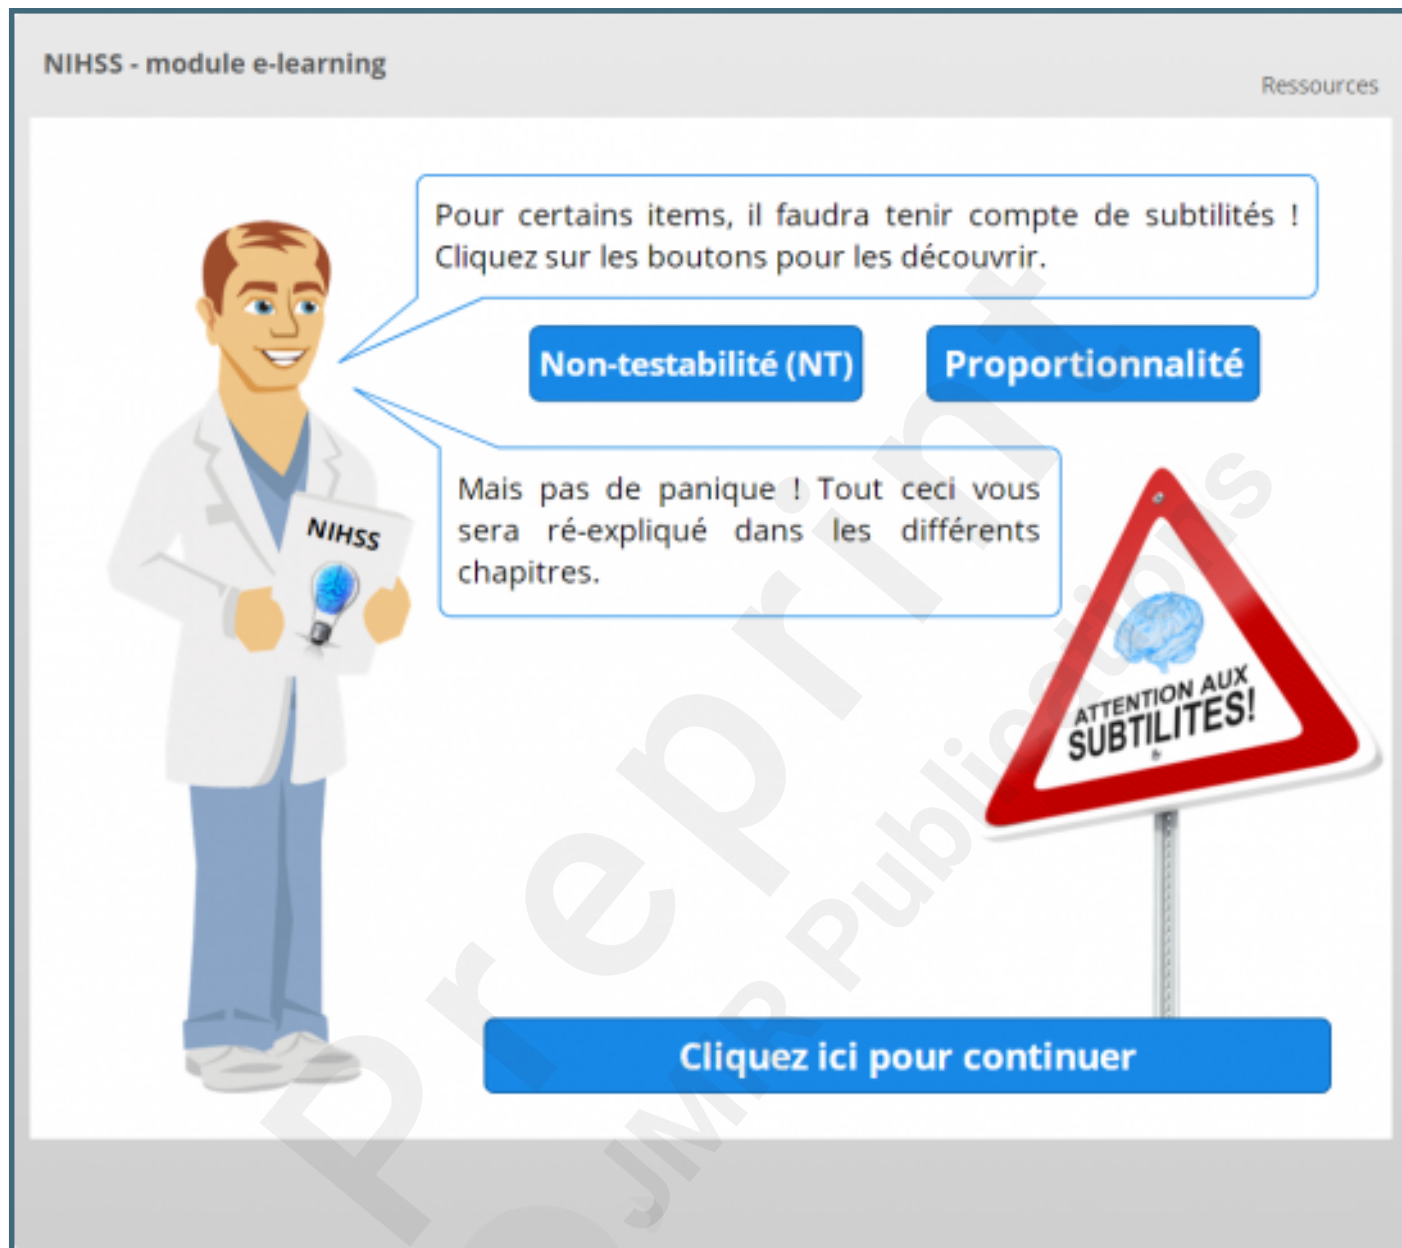 NIHSS - module e-learning
Ressources
Pour certains items, il faudra tenir compte de subtilités !
Cliquez sur les boutons pour les découvrir.
Non-testabilité (NT)
Proportionnalité
Mais pas de panique ! Tout ceci vous
sera ré-expliqué dans les différents
chapitres.
NIHSS
ATTENTION AUX
SUBTILITES!
Cliquez ici pour continuer
Preprint
JMIR Publications